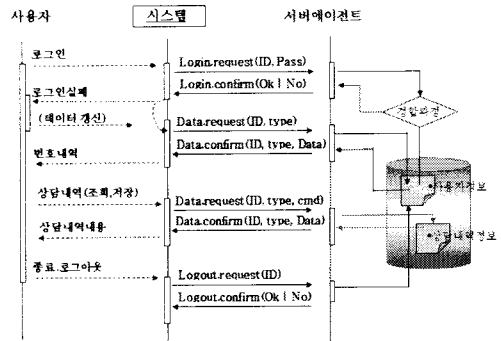 사용자
시스템
서버에이전트
로그인
Login.request(ID, Pass)
로그인실패
Login.confirm(Ok | No)
결합과정
(데이터 갱신)
Data.request(ID, type)
번호내역
Data.confirm(ID, type, Data)
사용자정보
상담내역(조회,저장)
Data.request(ID, type, cmd)
상담내역내용
Data.confirm(ID, type, Data)
상담내역정보
종료.로그아웃
Logout.request(ID)
Logout.confirm(Ok | No)